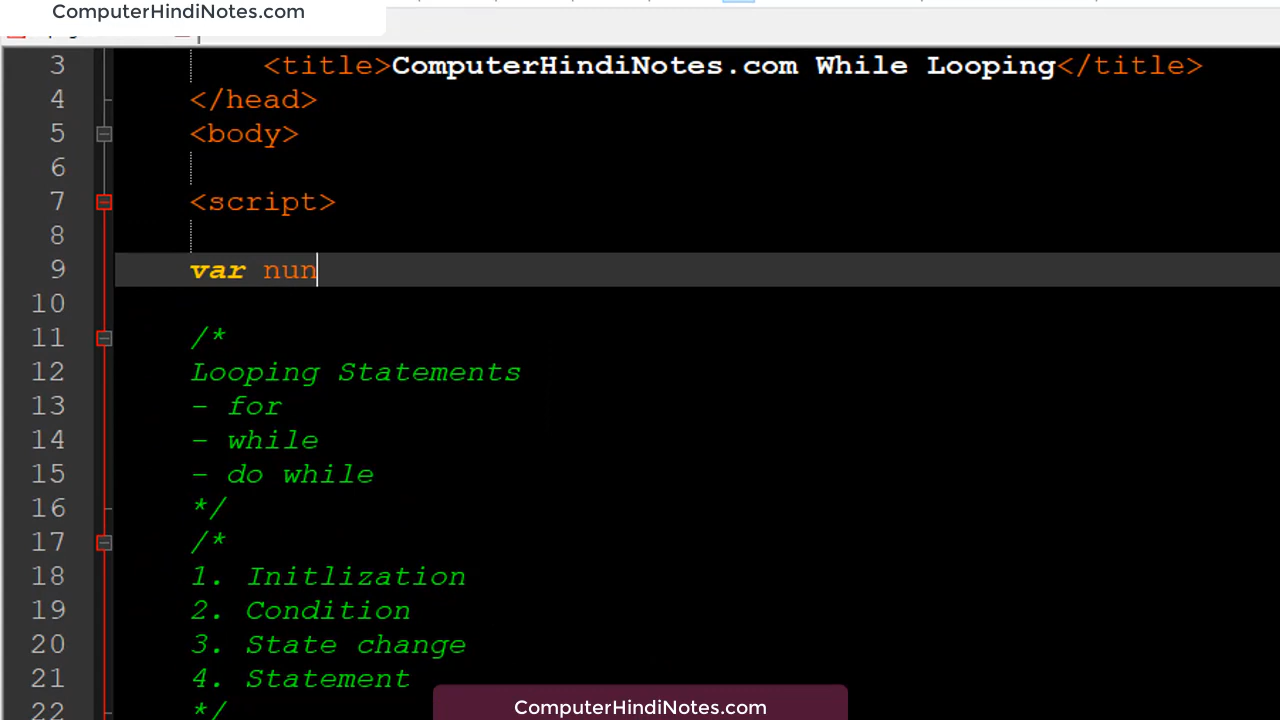 ComputerHindiNotes.com
3 <title>ComputerHindiNotes.com While Looping</title>
4 </head>
5 <body>
6
7 <script>
8
9 var nun
10
11 /*
12 Looping Statements
13 - for
14 - while
15 - do while
16 */
17 /*
18 1. Initlization
19 2. Condition
20 3. State change
21 4. Statement
22 */
ComputerHindiNotes.com